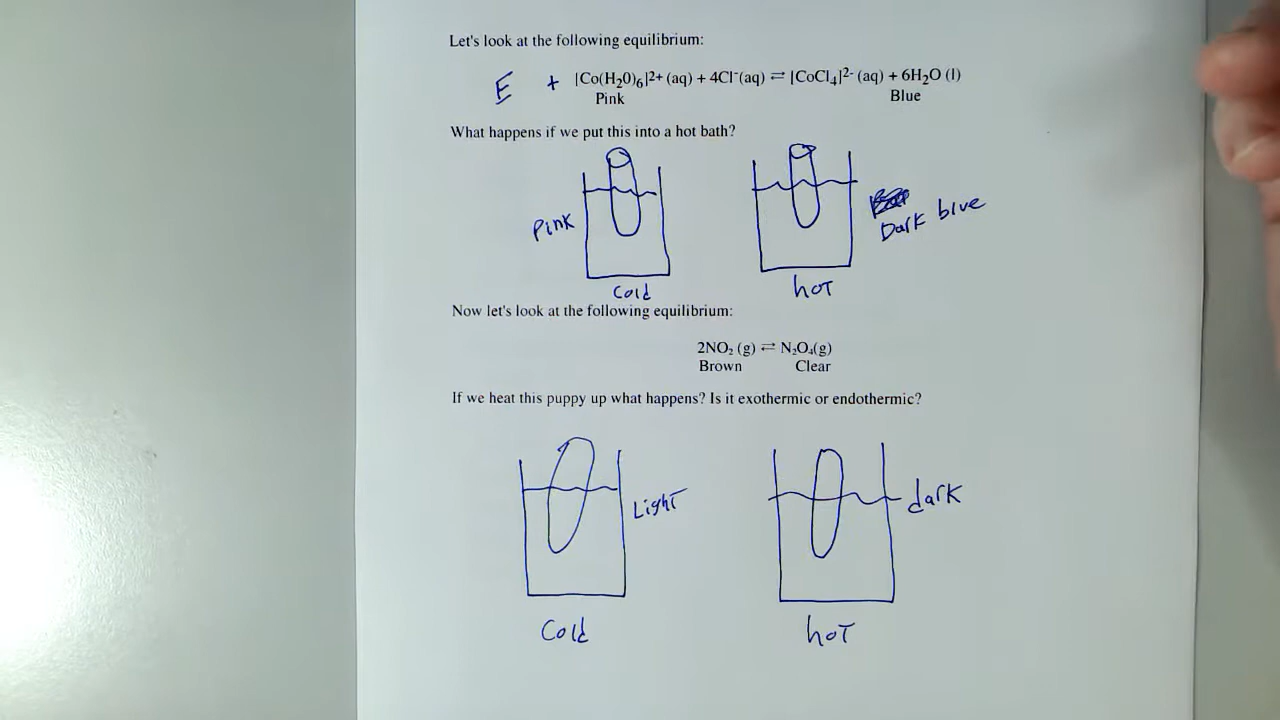 Let's look at the following equilibrium:
E + [Co(H₂0)₆]2+ (aq) + 4Cl⁻(aq) ⇌ [CoCl₄]²⁻ (aq) + 6H₂O (l)
Pink Blue
What happens if we put this into a hot bath?
Pink Dark blue
Cold hot
Now let's look at the following equilibrium:
2NO₂ (g) ⇌ N₂O₄(g)
Brown Clear
If we heat this puppy up what happens? Is it exothermic or endothermic?
Light dark
Cold hot